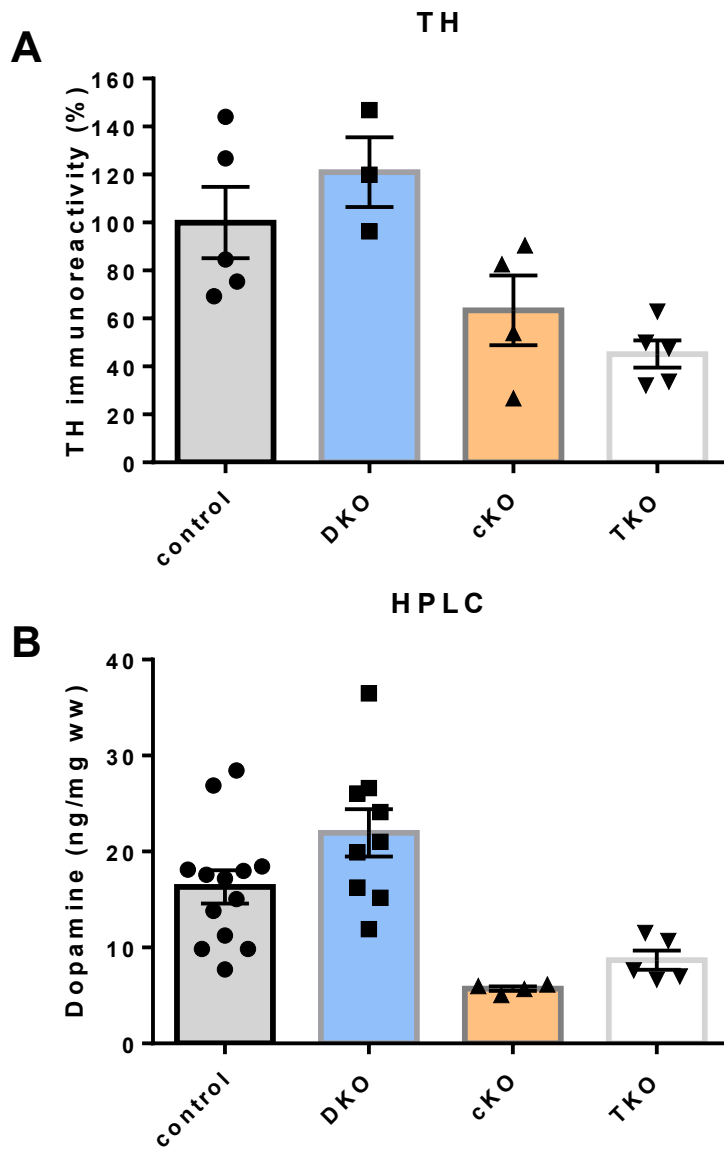 TH
A
TH immunoreactivity (%)
160
140
120
100
80
60
40
20
0
control
DKO
cKO
TKO
HPLC
B
Dopamine (ng/mg ww)
40
30
20
10
0
control
DKO
cKO
TKO